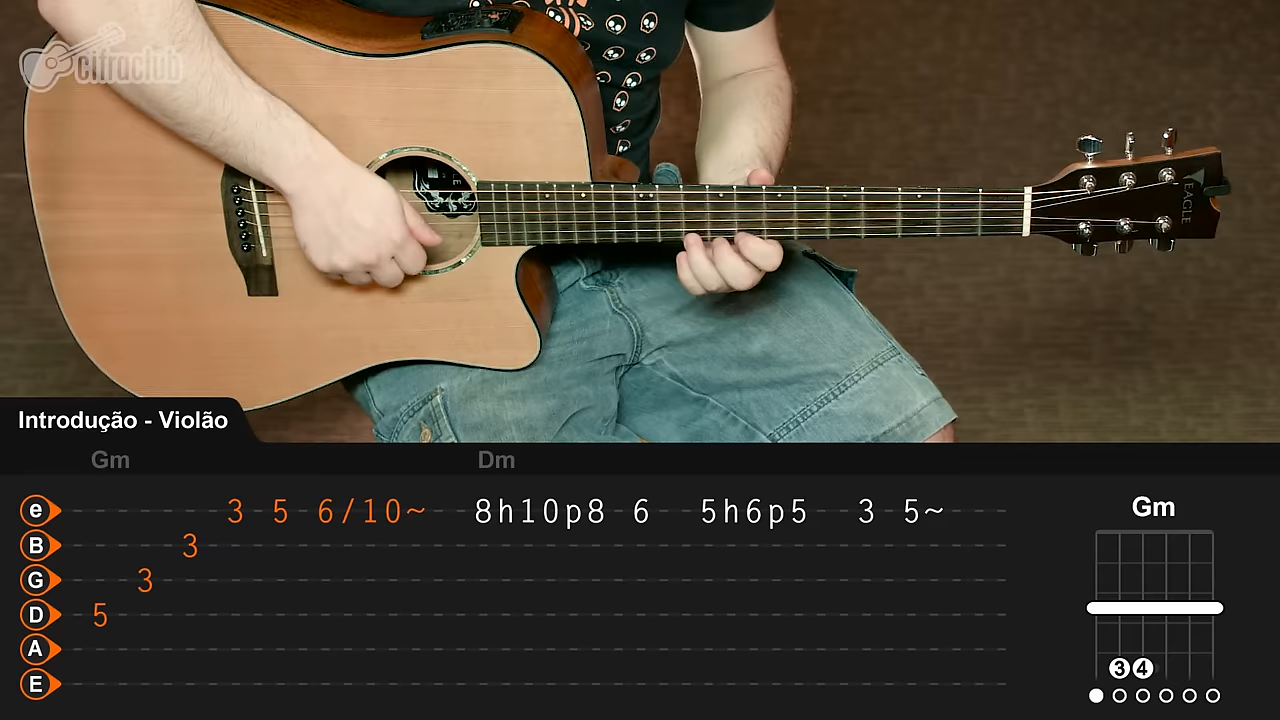 cifraclub
EAGLE
Introdução - Violão
Gm Dm
e 3 5 6/10~ 8h10p8 6 5h6p5 3 5~
B 3
G 3
D 5
A
E
Gm
3 4